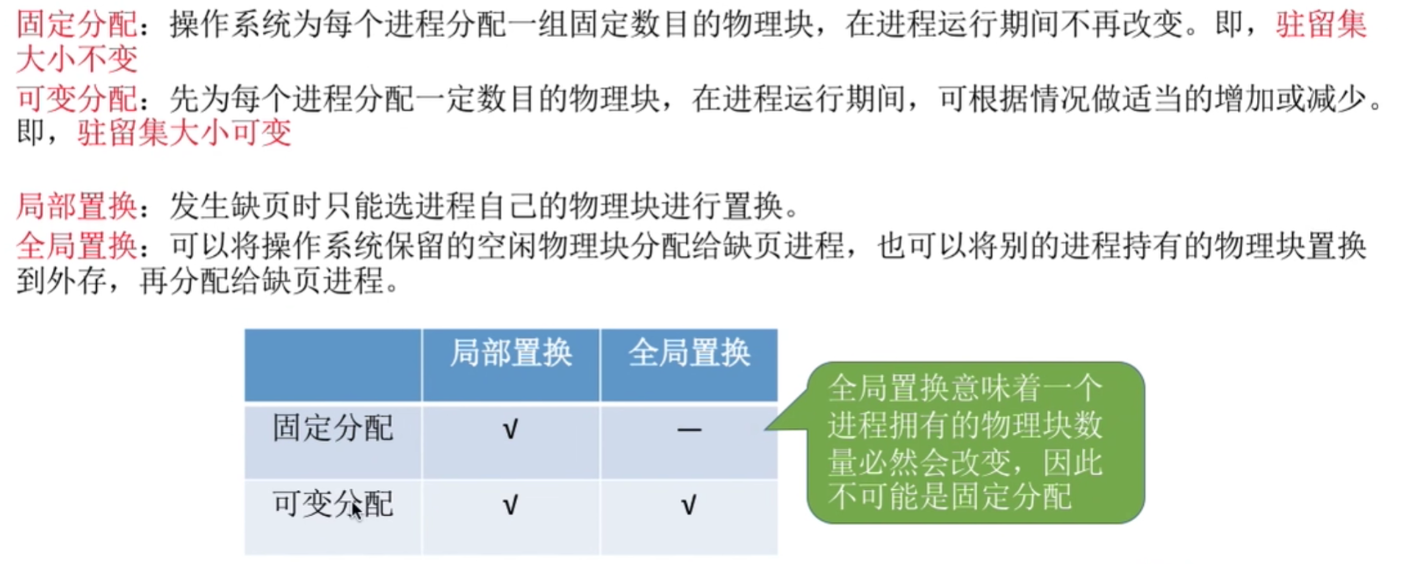 固定分配：操作系统为每个进程分配一组固定数目的物理块，在进程运行期间不再改变。即，驻留集
大小不变
可变分配：先为每个进程分配一定数目的物理块，在进程运行期间，可根据情况做适当的增加或减少。
即，驻留集大小可变
局部置换：发生缺页时只能选进程自己的物理块进行置换。
全局置换：可以将操作系统保留的空闲物理块分配给缺页进程，也可以将别的进程持有的物理块置换
到外存，再分配给缺页进程。
局部置换 全局置换
固定分配 √ —
可变分配 √ √
全局置换意味着一个
进程拥有的物理块数
量必然会改变，因此
不可能是固定分配